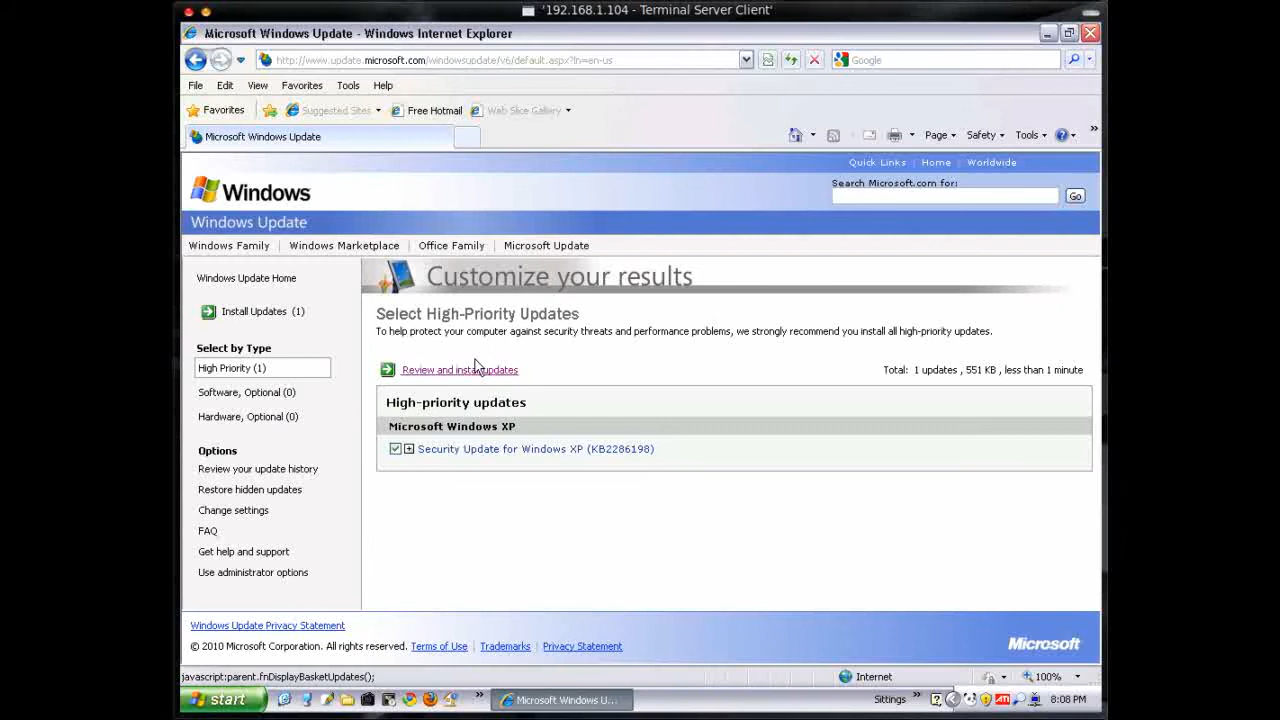 '192.168.1.104 - Terminal Server Client'
Microsoft Windows Update - Windows Internet Explorer
http://www.update.microsoft.com/windowsupdate/v6/default.aspx?ln=en-us
Google
File Edit View Favorites Tools Help
Favorites Suggested Sites Free Hotmail Web Slice Gallery
Microsoft Windows Update
Page Safety Tools
Quick Links | Home | Worldwide
Windows
Search Microsoft.com for:
Go
Windows Update
Windows Family | Windows Marketplace | Office Family | Microsoft Update
Windows Update Home
Install Updates (1)
Select by Type
High Priority (1)
Software, Optional (0)
Hardware, Optional (0)
Options
Review your update history
Restore hidden updates
Change settings
FAQ
Get help and support
Use administrator options
Customize your results
Select High-Priority Updates
To help protect your computer against security threats and performance problems, we strongly recommend you install all high-priority updates.
Review and install updates
Total: 1 updates , 551 KB , less than 1 minute
High-priority updates
Microsoft Windows XP
Security Update for Windows XP (KB2286198)
Windows Update Privacy Statement
© 2010 Microsoft Corporation. All rights reserved. Terms of Use | Trademarks | Privacy Statement
Microsoft
javascript:parent.fnDisplayBasketUpdates();
Internet
100%
start
Microsoft Windows U...
Settings
8:08 PM